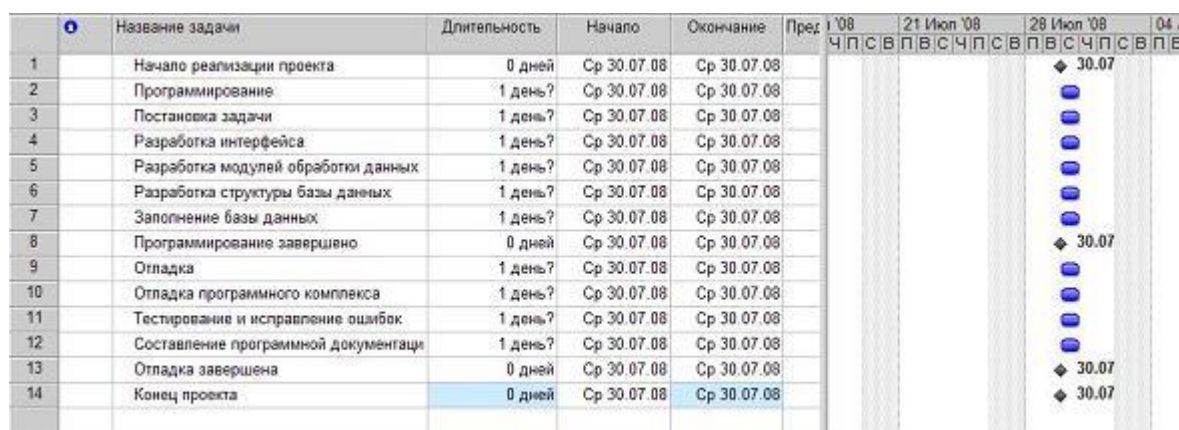 Название задачи Длительность Начало Окончание Пред '08 21 Июл '08 28 Июл '08 04
Ч П С В П В С Ч П С В П В С Ч П С В П В
1 Начало реализации проекта 0 дней Ср 30.07.08 Ср 30.07.08 30.07
2 Программирование 1 день? Ср 30.07.08 Ср 30.07.08
3 Постановка задачи 1 день? Ср 30.07.08 Ср 30.07.08
4 Разработка интерфейса 1 день? Ср 30.07.08 Ср 30.07.08
5 Разработка модулей обработки данных 1 день? Ср 30.07.08 Ср 30.07.08
6 Разработка структуры базы данных 1 день? Ср 30.07.08 Ср 30.07.08
7 Заполнение базы данных 1 день? Ср 30.07.08 Ср 30.07.08
8 Программирование завершено 0 дней Ср 30.07.08 Ср 30.07.08 30.07
9 Отладка 1 день? Ср 30.07.08 Ср 30.07.08
10 Отладка программного комплекса 1 день? Ср 30.07.08 Ср 30.07.08
11 Тестирование и исправление ошибок 1 день? Ср 30.07.08 Ср 30.07.08
12 Составление программной документаци 1 день? Ср 30.07.08 Ср 30.07.08
13 Отладка завершена 0 дней Ср 30.07.08 Ср 30.07.08 30.07
14 Конец проекта 0 дней Ср 30.07.08 Ср 30.07.08 30.07